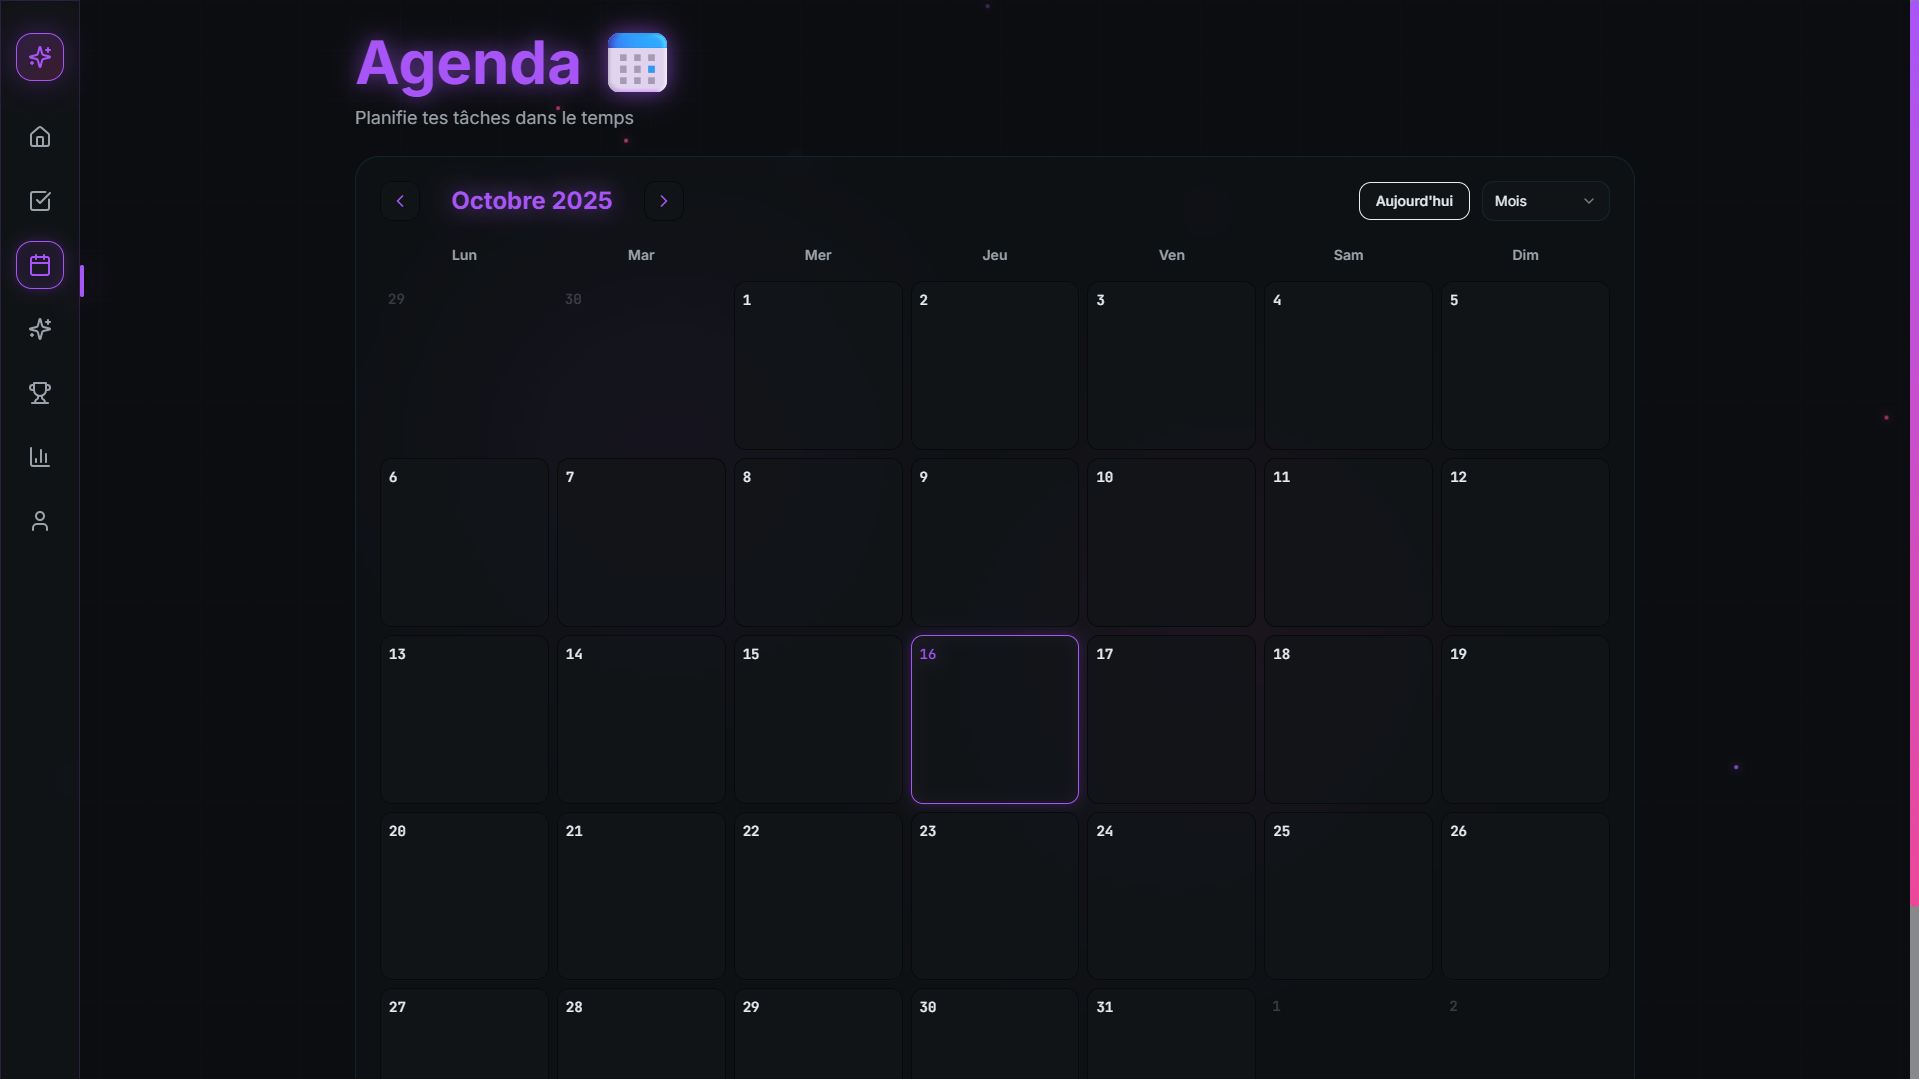 Agenda
Planifie tes tâches dans le temps
Octobre 2025
Aujourd'hui
Mois
Lun Mar Mer Jeu Ven Sam Dim
29 30 1 2 3 4 5
6 7 8 9 10 11 12
13 14 15 16 17 18 19
20 21 22 23 24 25 26
27 28 29 30 31 1 2